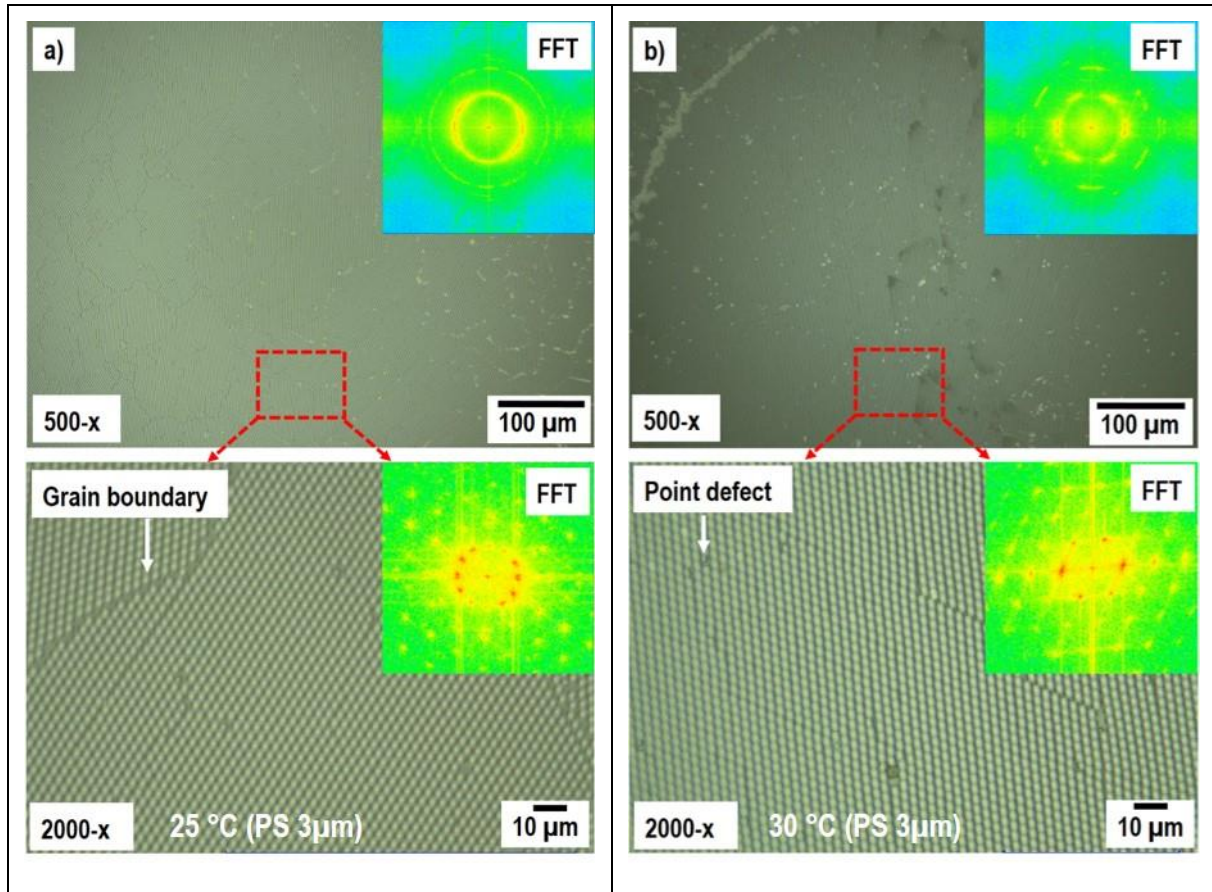 a)
FFT
500-x
100 µm
Grain boundary
FFT
2000-x
25 °C (PS 3µm)
10 µm
b)
FFT
500-x
100 µm
Point defect
FFT
2000-x
30 °C (PS 3µm)
10 µm